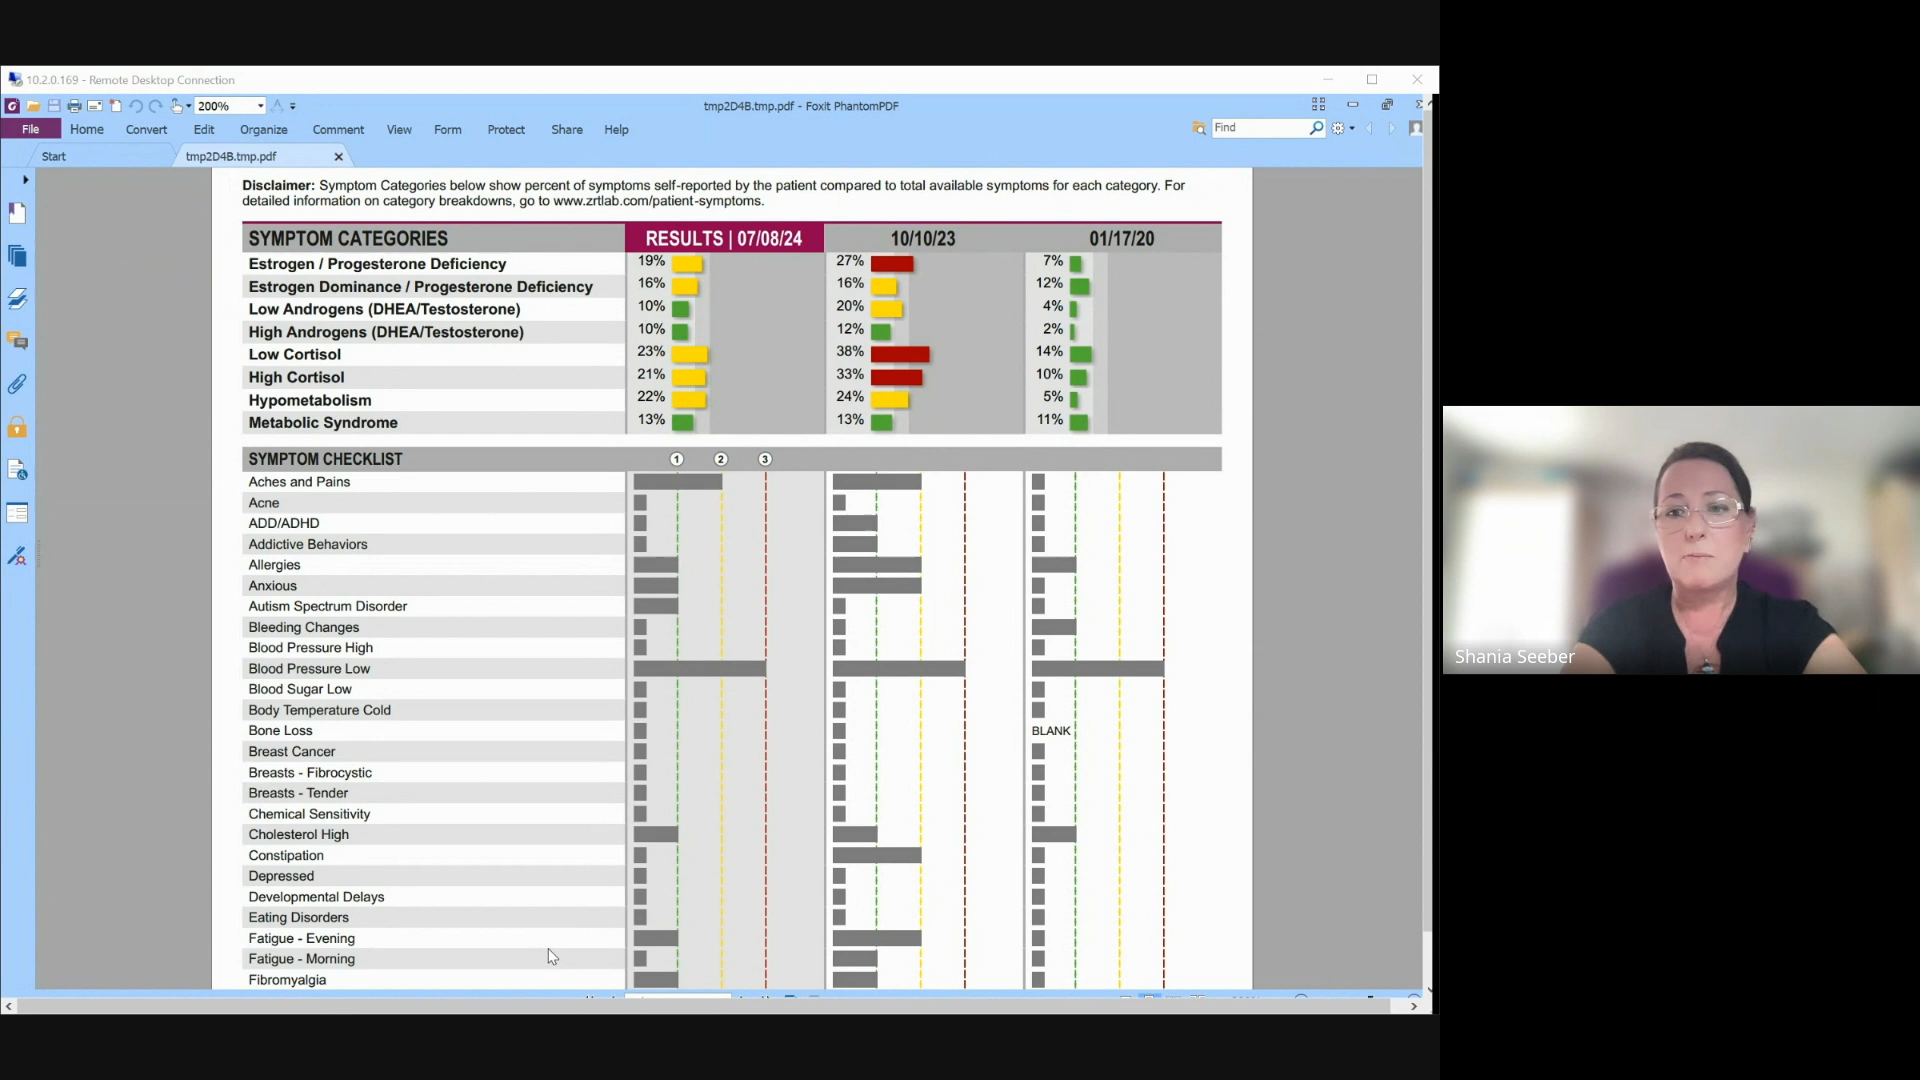 10.2.0.169 - Remote Desktop Connection
200%
tmp2D4B.tmp.pdf - Foxit PhantomPDF
File Home Convert Edit Organize Comment View Form Protect Share Help
Find
Start
tmp2D4B.tmp.pdf
Disclaimer: Symptom Categories below show percent of symptoms self-reported by the patient compared to total available symptoms for each category. For
detailed information on category breakdowns, go to www.zrtlab.com/patient-symptoms.
SYMPTOM CATEGORIES RESULTS | 07/08/24 10/10/23 01/17/20
Estrogen / Progesterone Deficiency 19% 27% 7%
Estrogen Dominance / Progesterone Deficiency 16% 16% 12%
Low Androgens (DHEA/Testosterone) 10% 20% 4%
High Androgens (DHEA/Testosterone) 10% 12% 2%
Low Cortisol 23% 38% 14%
High Cortisol 21% 33% 10%
Hypometabolism 22% 24% 5%
Metabolic Syndrome 13% 13% 11%
SYMPTOM CHECKLIST 1 2 3
Aches and Pains
Acne
ADD/ADHD
Addictive Behaviors
Allergies
Anxious
Autism Spectrum Disorder
Bleeding Changes
Blood Pressure High
Blood Pressure Low
Blood Sugar Low
Body Temperature Cold
Bone Loss BLANK
Breast Cancer
Breasts - Fibrocystic
Breasts - Tender
Chemical Sensitivity
Cholesterol High
Constipation
Depressed
Developmental Delays
Eating Disorders
Fatigue - Evening
Fatigue - Morning
Fibromyalgia
Shania Seeber